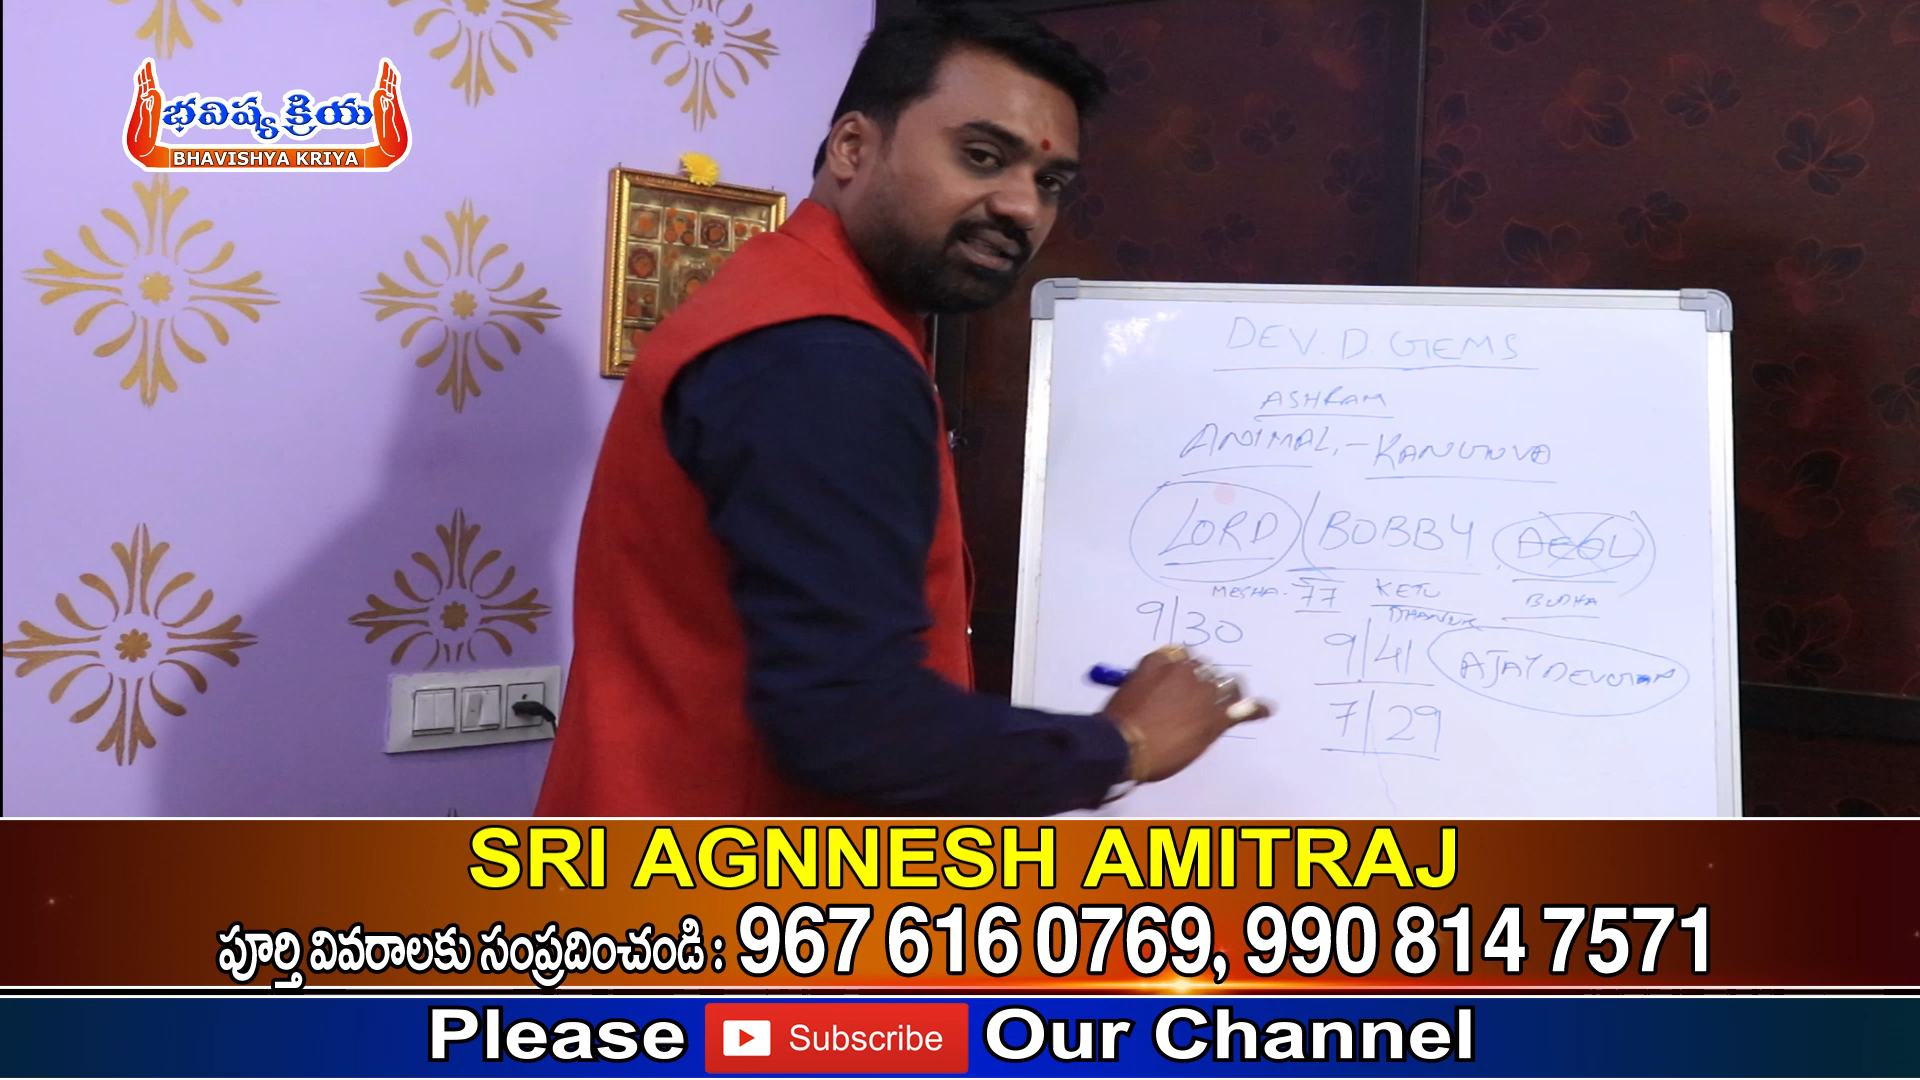 భవిష్య క్రియ
BHAVISHYA KRIYA
DEV. D. GEMS
ASHRAM
ANIMAL, - KANUNVA
LORD BOBBY DEOL
MESHA - 77 KETU BUDHA
DHANUS
9/30 9/41 AJAY DEVGAN
7/29
SRI AGNNESH AMITRAJ
పూర్తి వివరాలకు సంప్రదించండి : 967 616 0769, 990 814 7571
Please Subscribe Our Channel